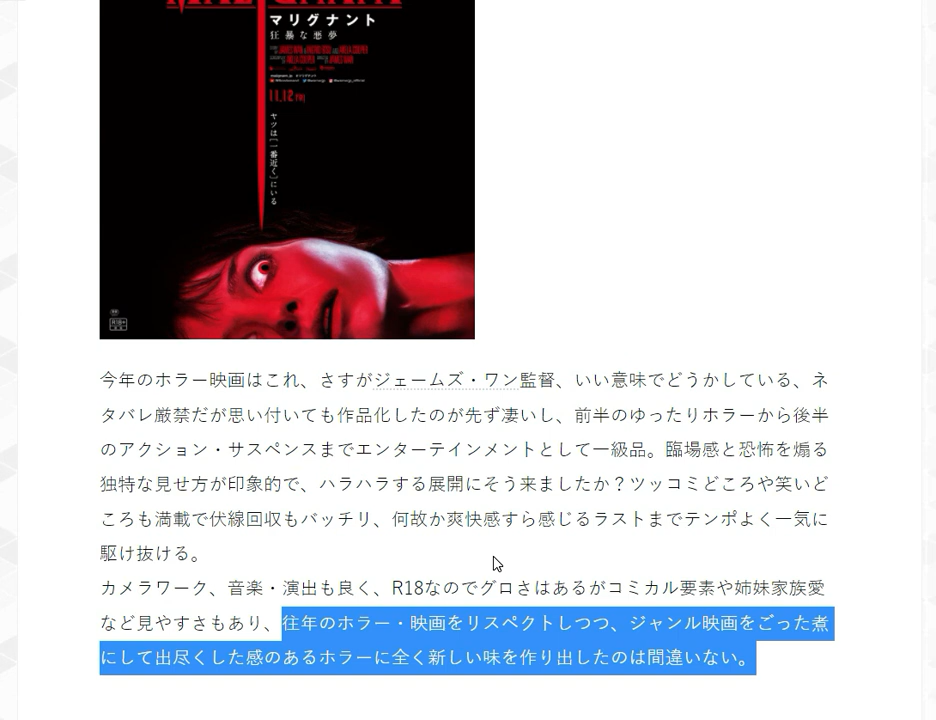 マリグナント
狂暴な悪夢
11.12 FRI
ヤツは［一番近く］にいる
R18+
今年のホラー映画はこれ、さすがジェームズ・ワン監督、いい意味でどうかしている、ネ
タバレ厳禁だが思い付いても作品化したのが先ず凄いし、前半のゆったりホラーから後半
のアクション・サスペンスまでエンターテインメントとして一級品。臨場感と恐怖を煽る
独特な見せ方が印象的で、ハラハラする展開にそう来ましたか？ツッコミどころや笑いど
ころも満載で伏線回収もバッチリ、何故か爽快感すら感じるラストまでテンポよく一気に
駆け抜ける。
カメラワーク、音楽・演出も良く、R18なのでグロさはあるがコミカル要素や姉妹家族愛
など見やすさもあり、往年のホラー・映画をリスペクトしつつ、ジャンル映画をごった煮
にして出尽くした感のあるホラーに全く新しい味を作り出したのは間違いない。